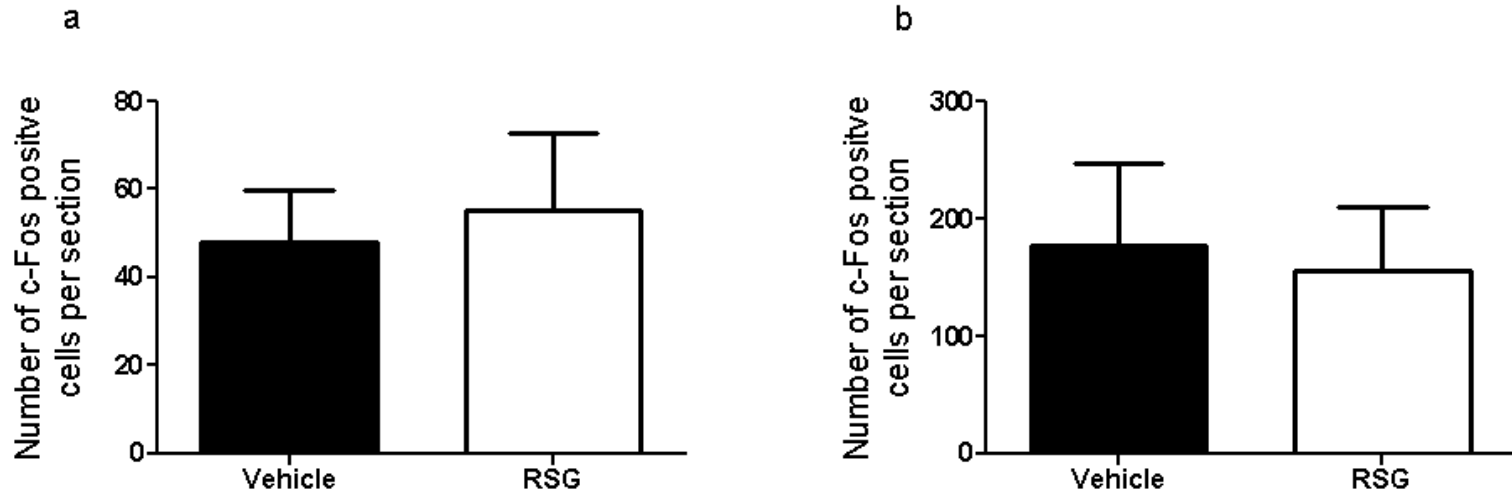 a
Number of c-Fos positve
cells per section
80
60
40
20
0
Vehicle
RSG
b
Number of c-Fos positive
cells per section
300
200
100
0
Vehicle
RSG